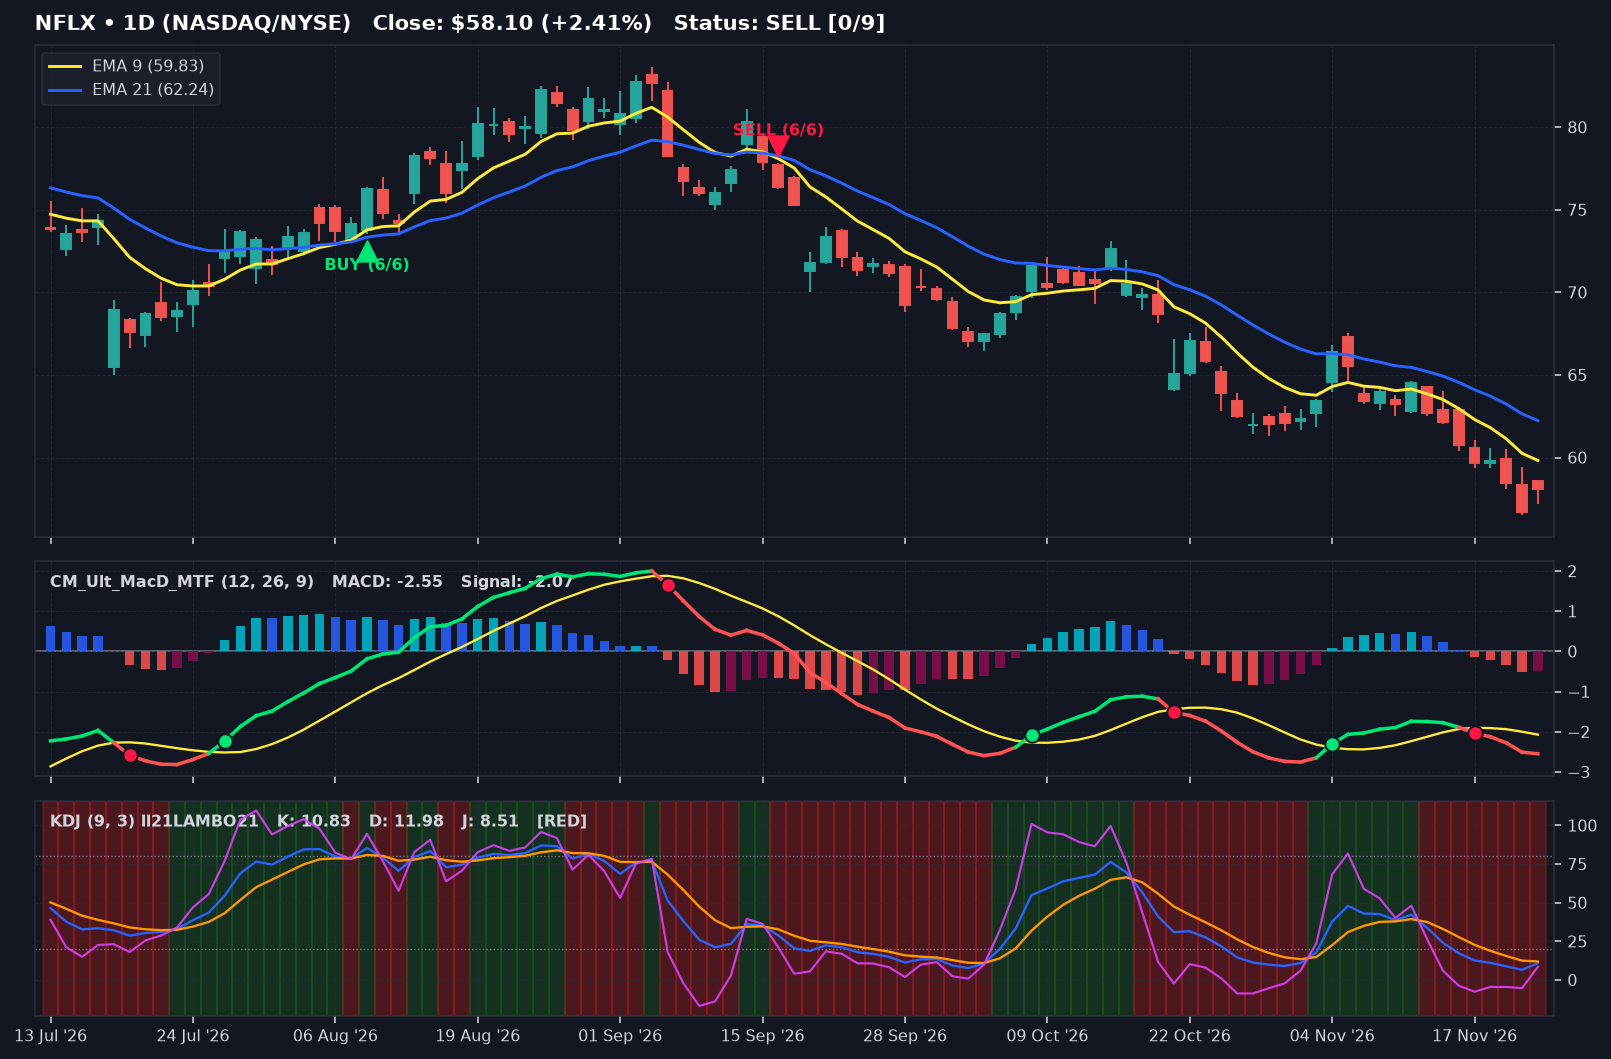 NFLX • 1D (NASDAQ/NYSE)   Close: $58.10 (+2.41%)   Status: SELL [0/9]
EMA 9 (59.83)
EMA 21 (62.24)
SELL (6/6)
BUY (6/6)
80
75
70
65
60
CM_Ult_MacD_MTF (12, 26, 9)   MACD: -2.55   Signal: -2.07
2
1
0
−1
−2
−3
KDJ (9, 3) II21LAMBO21   K: 10.83   D: 11.98   J: 8.51   [RED]
100
75
50
25
0
13 Jul '26
24 Jul '26
06 Aug '26
19 Aug '26
01 Sep '26
15 Sep '26
28 Sep '26
09 Oct '26
22 Oct '26
04 Nov '26
17 Nov '26